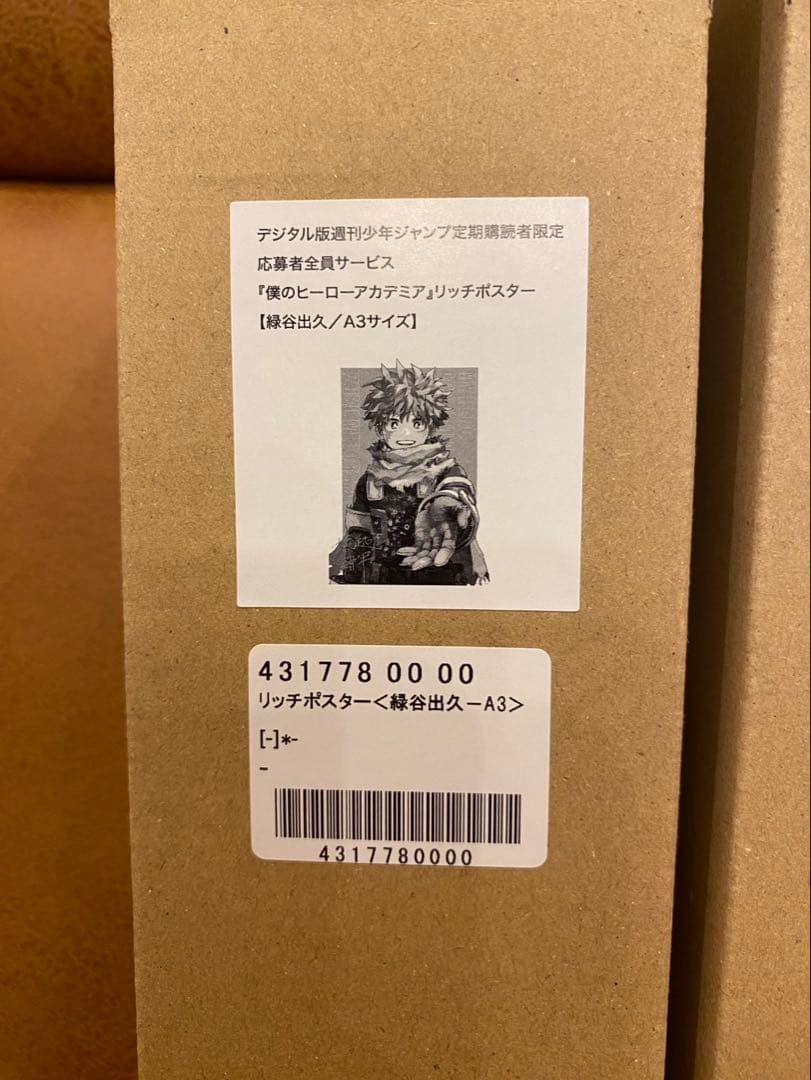 デジタル版週刊少年ジャンプ定期購読者限定
応募者全員サービス
『僕のヒーローアカデミア』リッチポスター
【緑谷出久／A3サイズ】
431778 00 00
リッチポスター＜緑谷出久－A3＞
[-]*-
-
4317780000